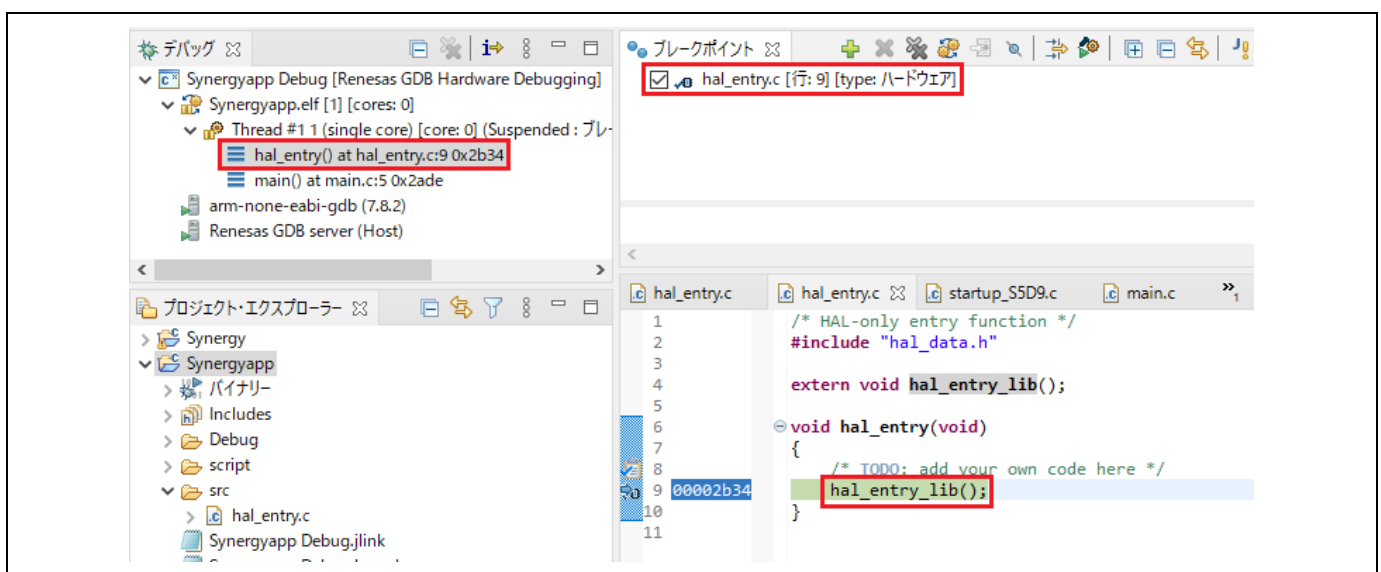 デバッグ
Synergyapp Debug [Renesas GDB Hardware Debugging]
Synergyapp.elf [1] [cores: 0]
Thread #1 1 (single core) [core: 0] (Suspended : ブレ
hal_entry() at hal_entry.c:9 0x2b34
main() at main.c:5 0x2ade
arm-none-eabi-gdb (7.8.2)
Renesas GDB server (Host)
ブレークポイント
hal_entry.c [行: 9] [type: ハードウェア]
プロジェクト・エクスプローラー
Synergy
Synergyapp
バイナリー
Includes
Debug
script
src
hal_entry.c
Synergyapp Debug.jlink
hal_entry.c hal_entry.c startup_S5D9.c main.c »1
1 /* HAL-only entry function */
2 #include "hal_data.h"
3
4 extern void hal_entry_lib();
5
6 void hal_entry(void)
7 {
8 /* TODO: add your own code here */
9 00002b34 hal_entry_lib();
10 }
11